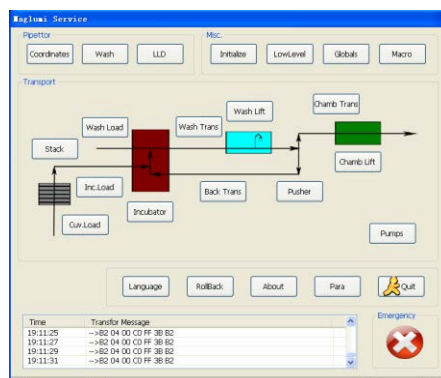 Maglumi Service
Pipettor
Misc.
Coordinates Wash LLD Initialize LowLevel Globals Macro
Transport
Chamb Trans
Wash Lift
Wash Load Wash Trans
Stack
Chamb Lift
Inc.Load Back Trans Pusher
Incubator
Cuv.Load
Pumps
Language RollBack About Para Quit
Emergency
Time Transfor Message
19:11:25 -->B2 04 00 C0 FF 3B B2
19:11:27 -->B2 04 00 C0 FF 3B B2
19:11:29 -->B2 04 00 C0 FF 3B B2
19:11:31 -->B2 04 00 C0 FF 3B B2